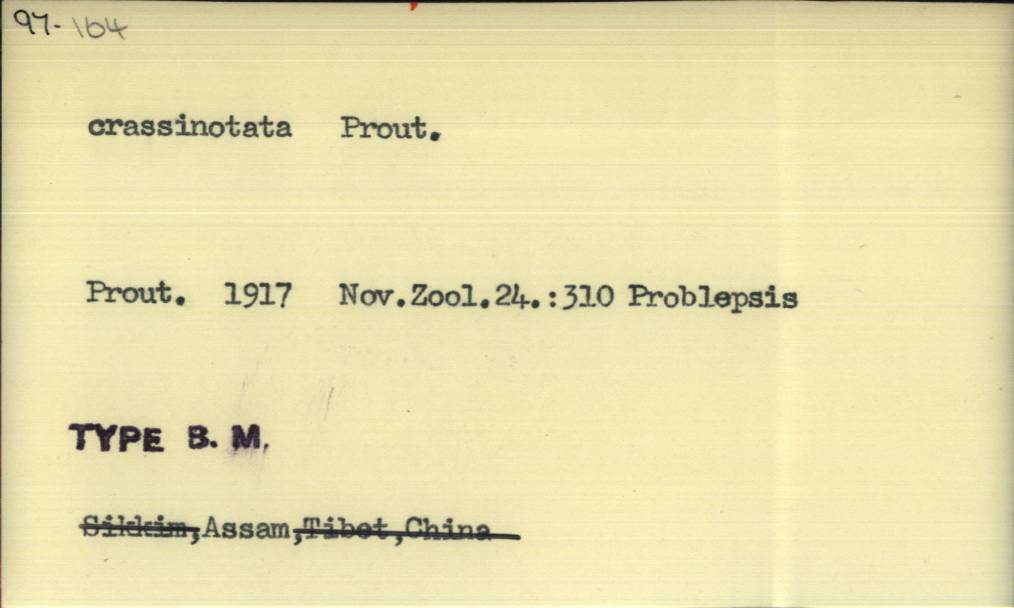 97-164
crassinotata Prout.
Prout. 1917 Nov.Zool.24.:310 Problepsis
TYPE B. M.
Sikkim,Assam,Tibet,China